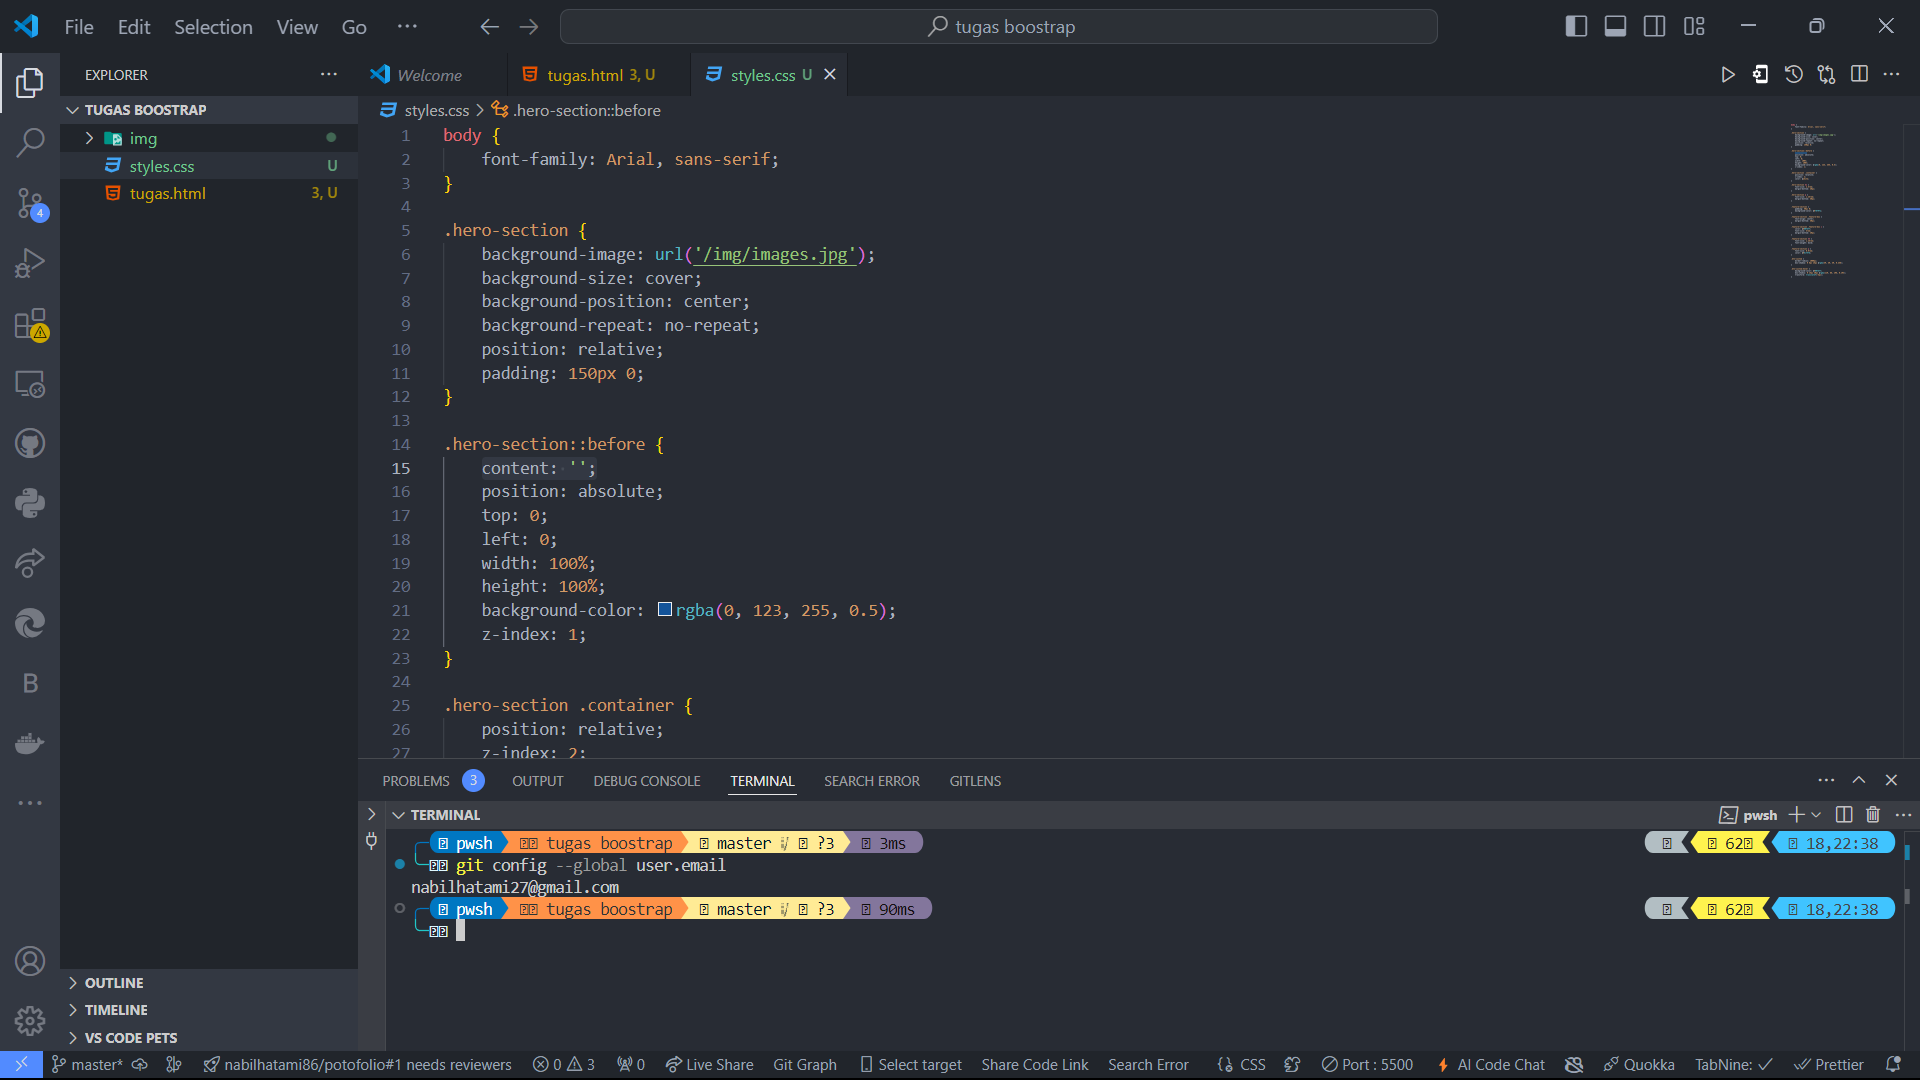 File Edit Selection View Go ··· tugas boostrap
EXPLORER ···
Welcome tugas.html 3, U styles.css U
TUGAS BOOSTRAP
img
styles.css U
tugas.html 3, U
4
B
OUTLINE
TIMELINE
VS CODE PETS
styles.css > .hero-section::before
1 body {
2 font-family: Arial, sans-serif;
3 }
4
5 .hero-section {
6 background-image: url('/img/images.jpg');
7 background-size: cover;
8 background-position: center;
9 background-repeat: no-repeat;
10 position: relative;
11 padding: 150px 0;
12 }
13
14 .hero-section::before {
15 content: '';
16 position: absolute;
17 top: 0;
18 left: 0;
19 width: 100%;
20 height: 100%;
21 background-color: rgba(0, 123, 255, 0.5);
22 z-index: 1;
23 }
24
25 .hero-section .container {
26 position: relative;
27 z-index: 2;
PROBLEMS 3 OUTPUT DEBUG CONSOLE TERMINAL SEARCH ERROR GITLENS
TERMINAL pwsh
pwsh tugas boostrap master ?3 3ms 62 18,22:38
git config --global user.email
nabilhatami27@gmail.com
pwsh tugas boostrap master ?3 90ms 62 18,22:38
master* nabilhatami86/potofolio#1 needs reviewers 0 3 0 Live Share Git Graph Select target Share Code Link Search Error CSS Port : 5500 AI Code Chat Quokka TabNine: Prettier